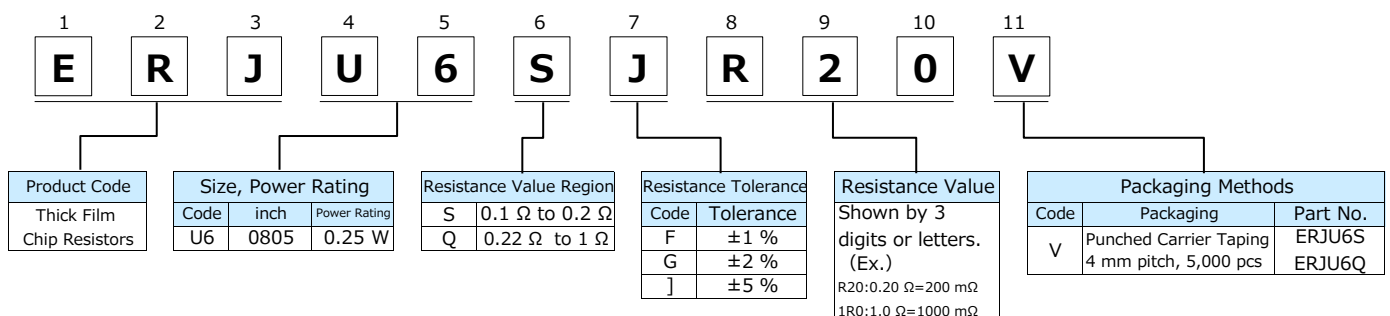 1 2 3 4 5 6 7 8 9 10 11
E R J U 6 S J R 2 0 V
Product Code
Thick Film
Chip Resistors
Size, Power Rating
Code inch Power Rating
U6 0805 0.25 W
Resistance Value Region
S 0.1 Ω to 0.2 Ω
Q 0.22 Ω to 1 Ω
Resistance Tolerance
Code Tolerance
F ±1 %
G ±2 %
] ±5 %
Resistance Value
Shown by 3
digits or letters.
(Ex.)
R20:0.20 Ω=200 mΩ
1R0:1.0 Ω=1000 mΩ
Packaging Methods
Code Packaging Part No.
V Punched Carrier Taping ERJU6S
4 mm pitch, 5,000 pcs ERJU6Q